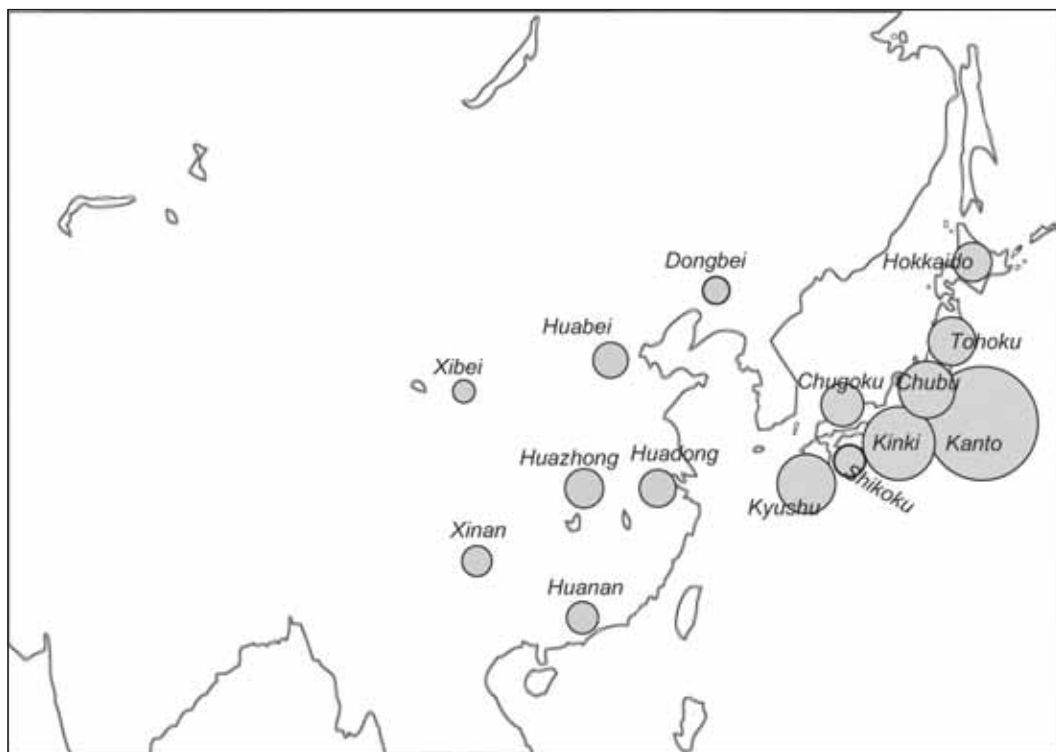 Dongbei
Hokkaido
Huabei
Tohoku
Xibei
Chugoku
Chubu
Huazhong
Huadong
Kinki
Kanto
Shikoku
Kyushu
Xinan
Huanan